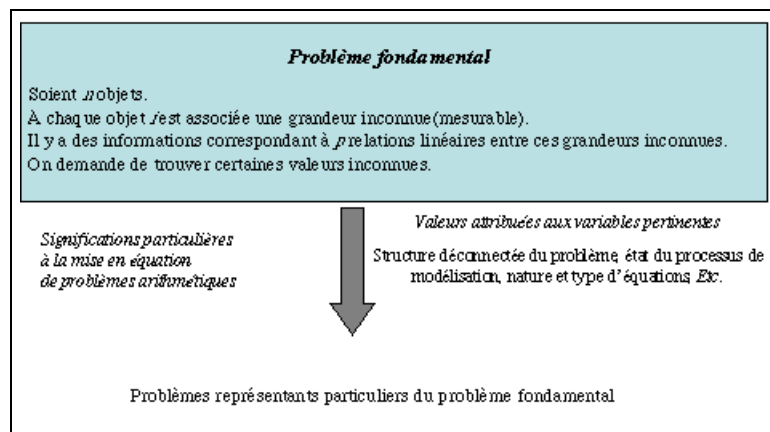 Problème fondamental
Soient n objets.
À chaque objet i est associée une grandeur inconnue (mesurable).
Il y a des informations correspondant à p relations linéaires entre ces grandeurs inconnues.
On demande de trouver certaines valeurs inconnues.
Significations particulières
à la mise en équation
de problèmes arithmétiques
Valeurs attribuées aux variables pertinentes
Structure déconnectée du problème, état du processus de
modélisation, nature et type d'équations, Etc.
Problèmes représentants particuliers du problème fondamental